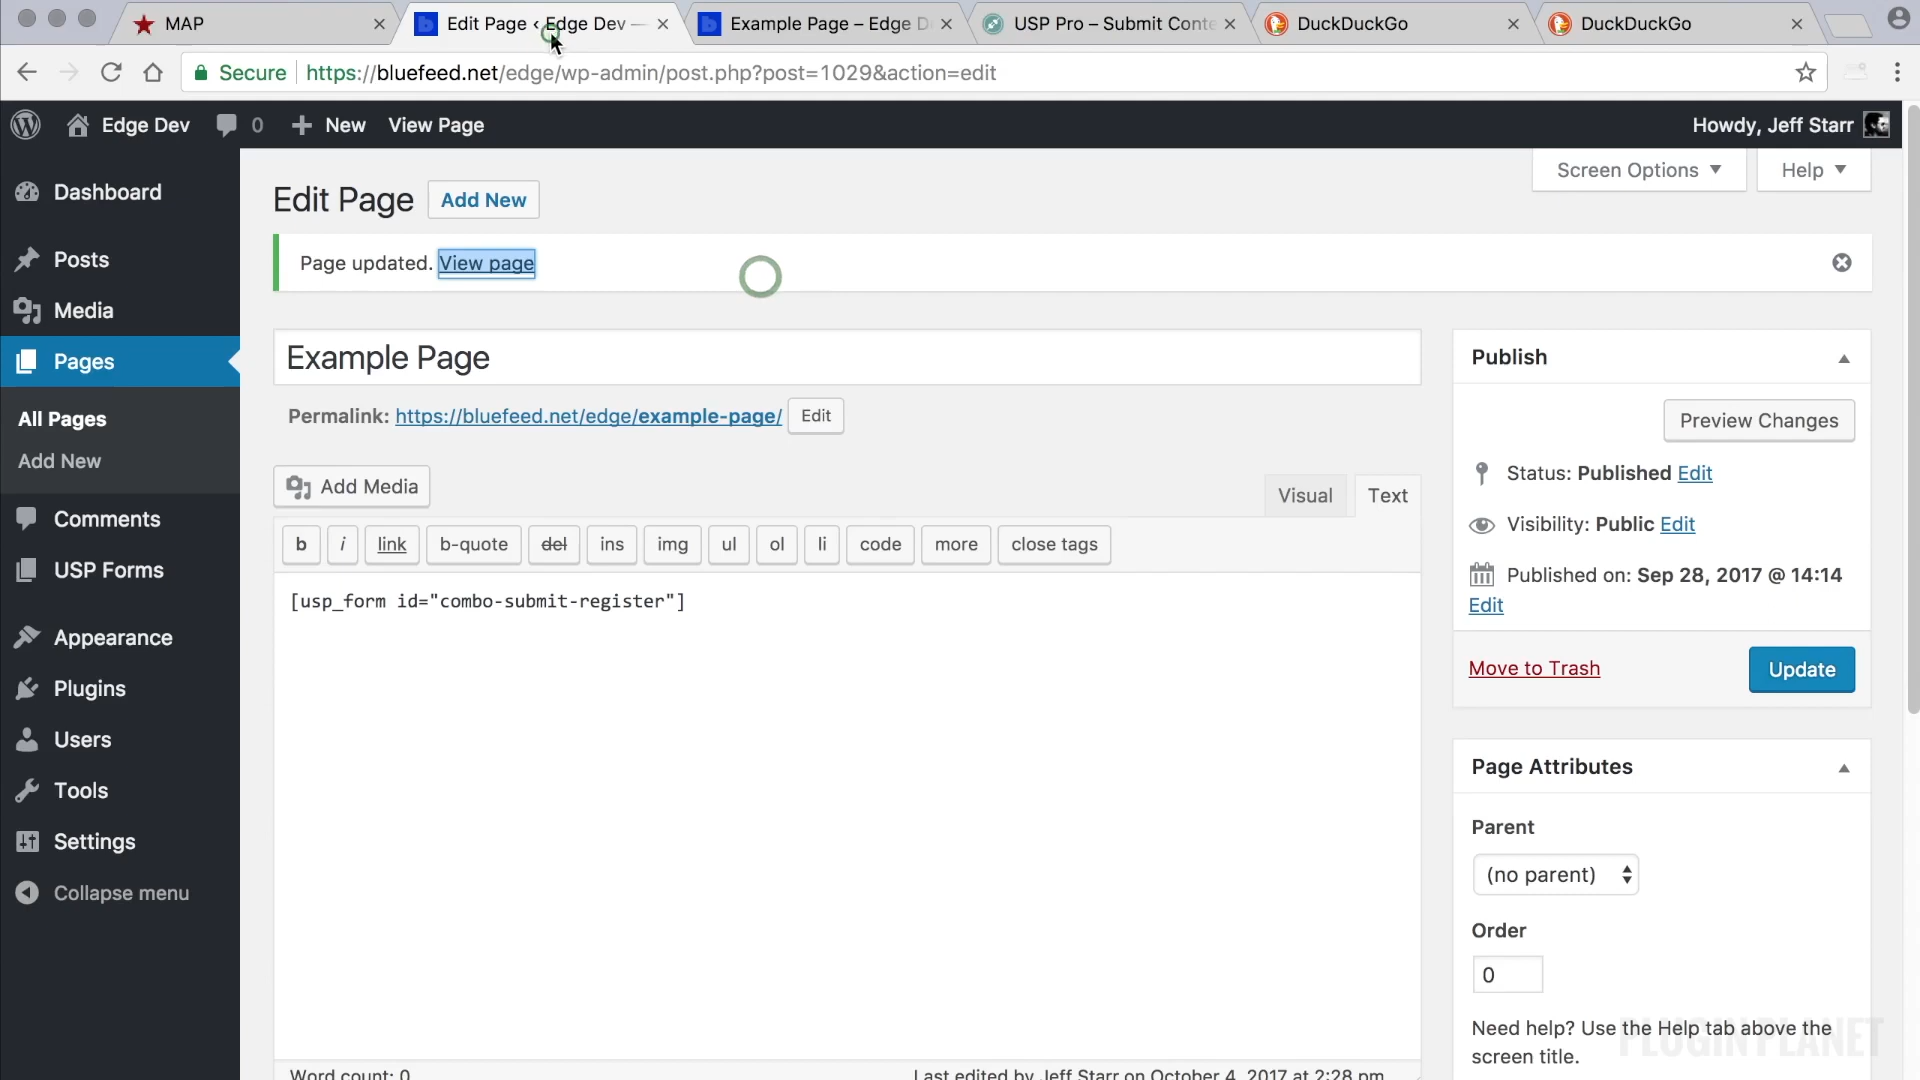 MAP
Edit Page ‹ Edge Dev —
Example Page – Edge D
USP Pro – Submit Conte
DuckDuckGo
DuckDuckGo
Secure
https://bluefeed.net/edge/wp-admin/post.php?post=1029&action=edit
Edge Dev
0
New
View Page
Howdy, Jeff Starr
Screen Options
Help
Dashboard
Posts
Media
Pages
All Pages
Add New
Comments
USP Forms
Appearance
Plugins
Users
Tools
Settings
Collapse menu
Edit Page
Add New
Page updated. View page
Example Page
Permalink: https://bluefeed.net/edge/example-page/ Edit
Add Media
Visual
Text
b
i
link
b-quote
del
ins
img
ul
ol
li
code
more
close tags
[usp_form id="combo-submit-register"]
Word count: 0
Last edited by Jeff Starr on October 4, 2017 at 2:28 pm
Publish
Preview Changes
Status: Published Edit
Visibility: Public Edit
Published on: Sep 28, 2017 @ 14:14
Edit
Move to Trash
Update
Page Attributes
Parent
(no parent)
Order
0
Need help? Use the Help tab above the
screen title.
PLUGIN PLANET